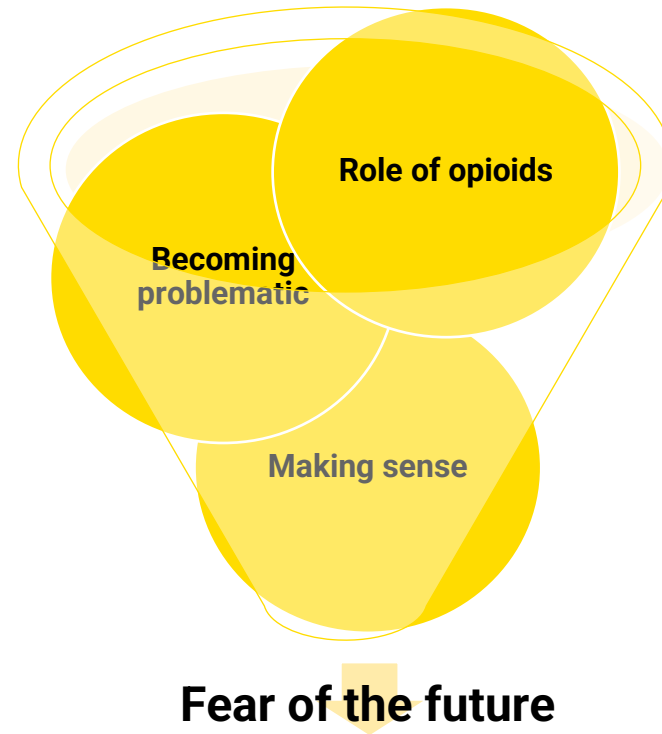 Role of opioids
Becoming
problematic
Making sense
Fear of the future